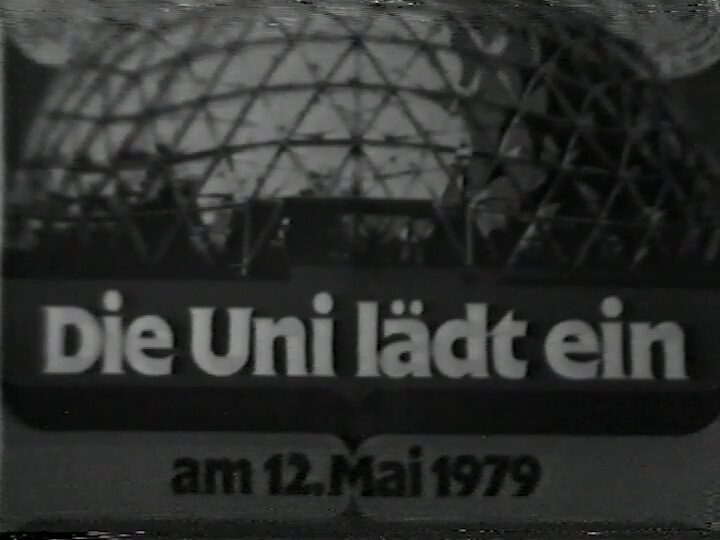 Die Uni lädt ein
am 12. Mai 1979